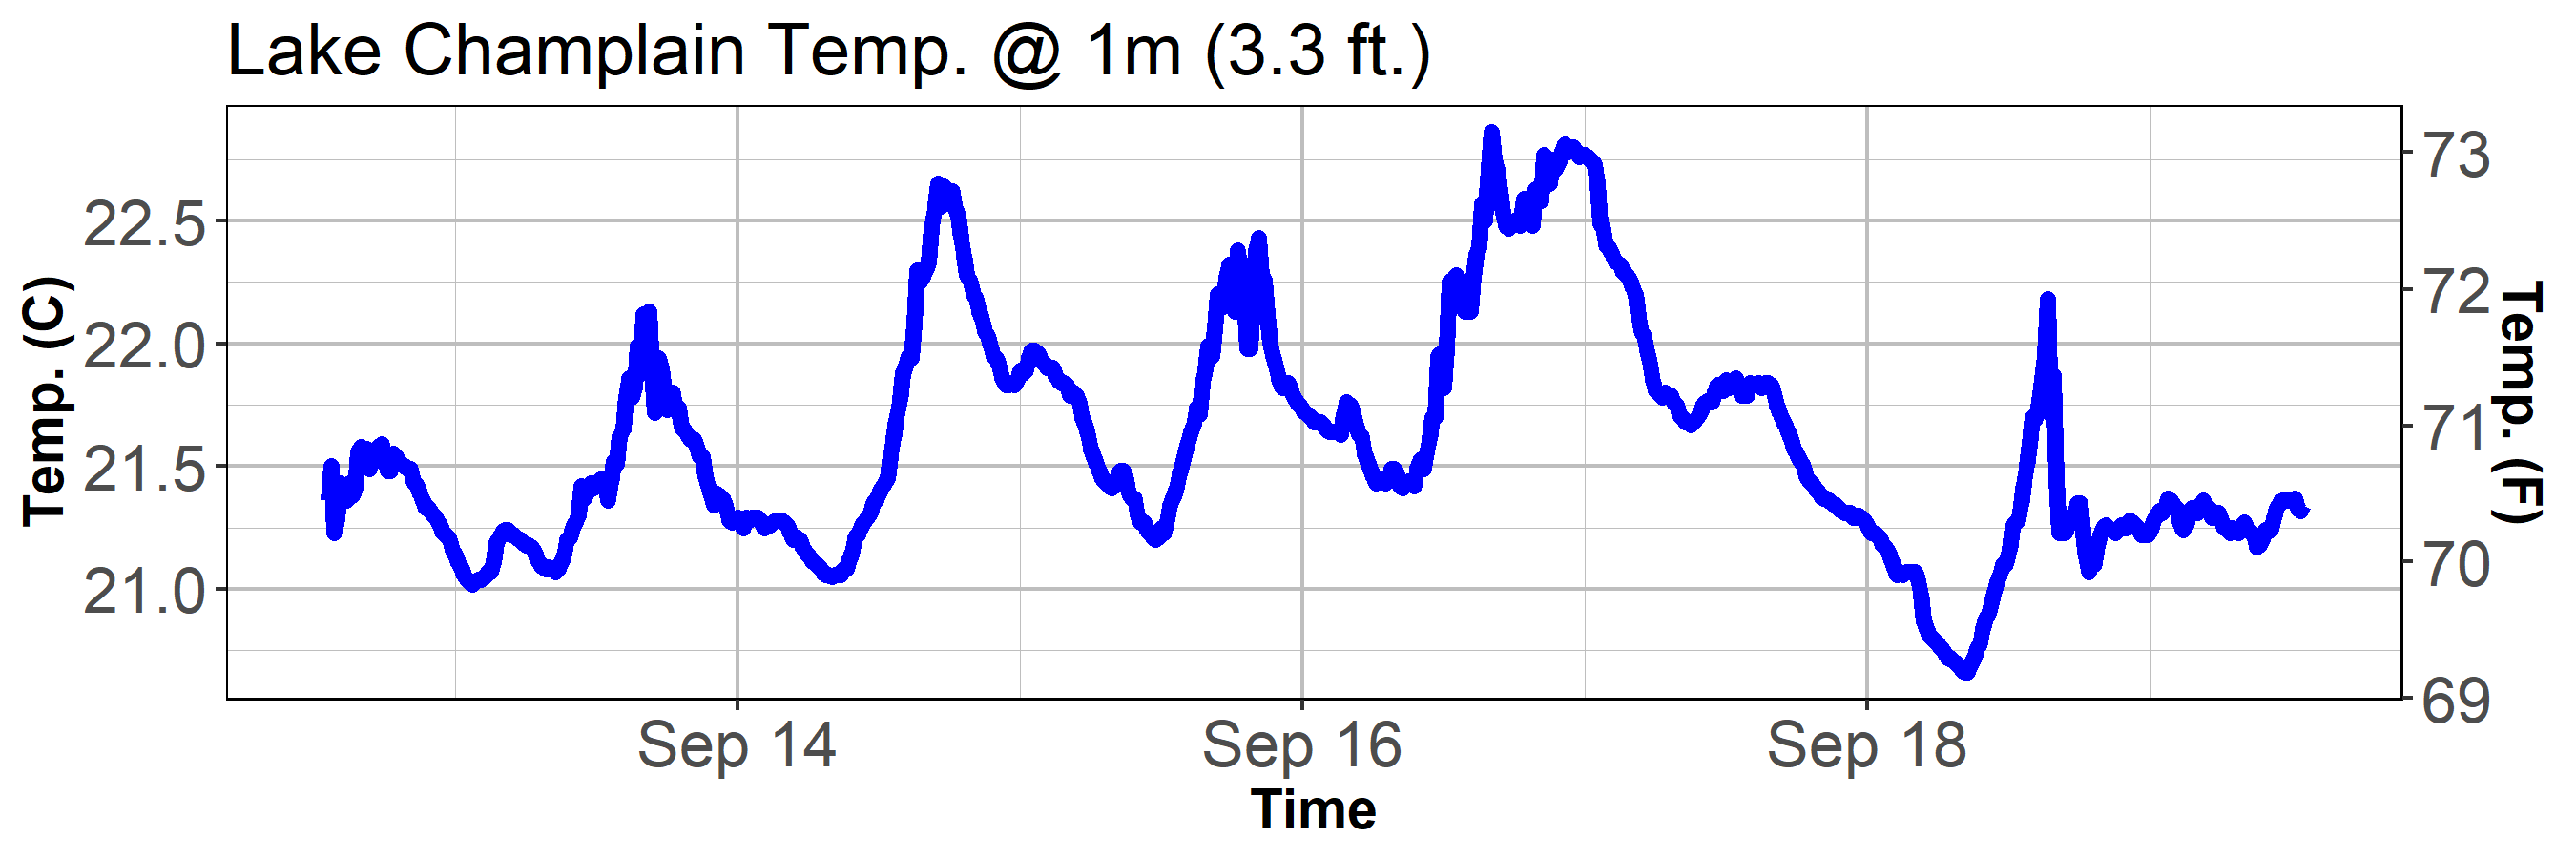 Lake Champlain Temp. @ 1m (3.3 ft.)
Temp. (C)
22.5
22.0
21.5
21.0
73
72
71
70
69
Temp. (F)
Sep 14
Sep 16
Sep 18
Time